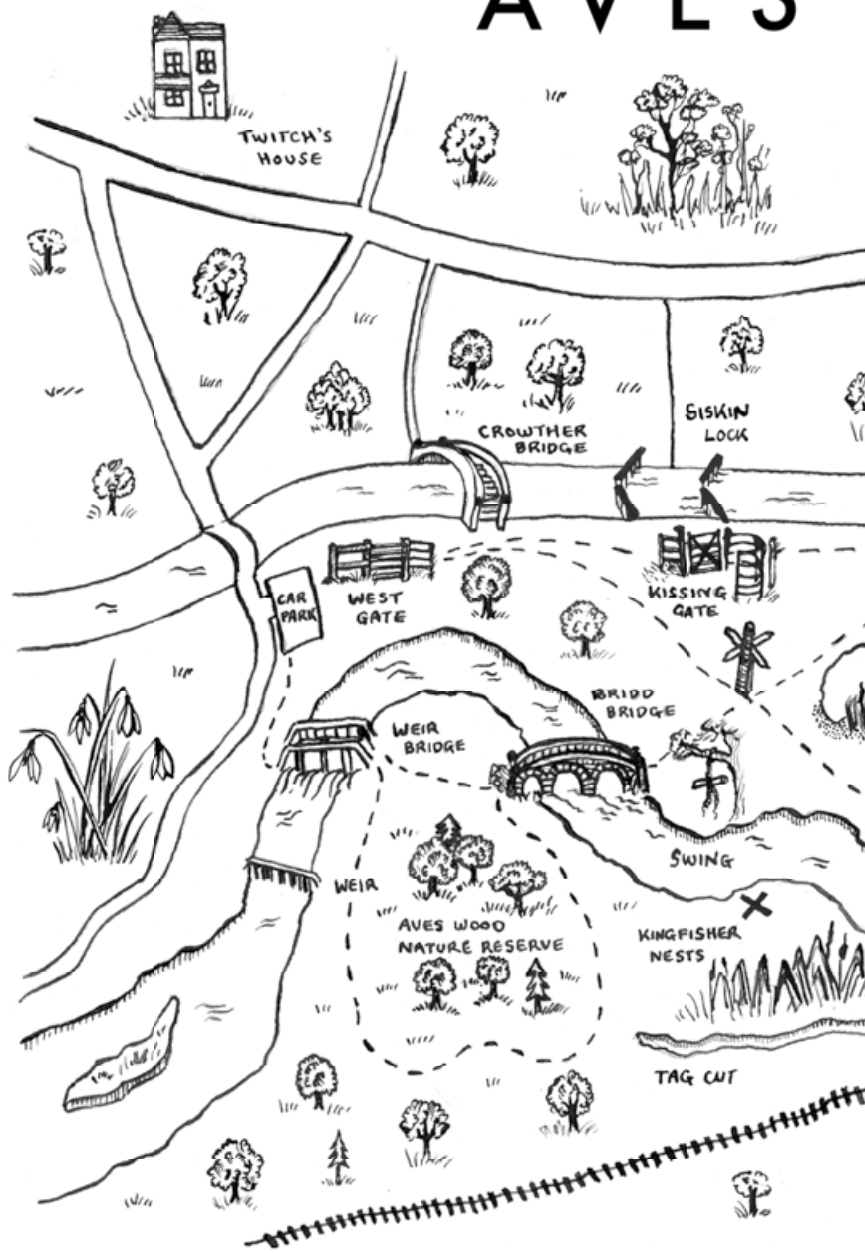 AVES
TWITCH'S
HOUSE
CROWTHER
BRIDGE
SISKIN
LOCK
CAR
PARK
WEST
GATE
KISSING
GATE
BRIDD
BRIDGE
WEIR
BRIDGE
SWING
WEIR
AVES WOOD
NATURE RESERVE
KINGFISHER
NESTS
TAG CUT